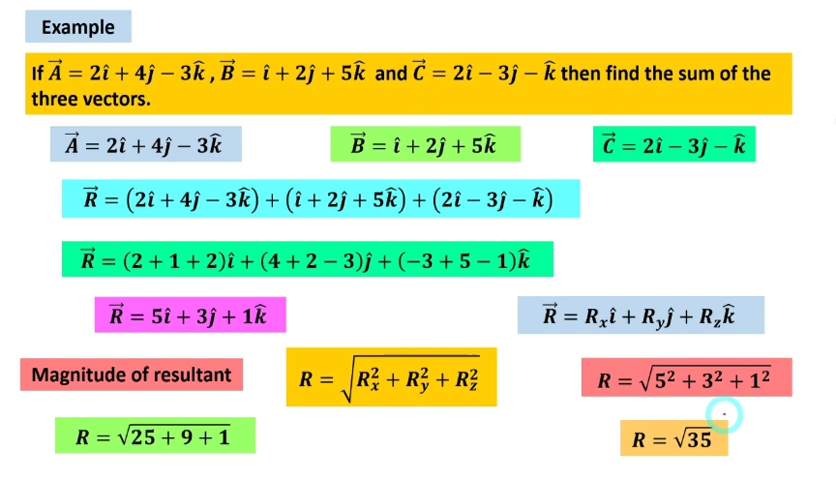 Example
If A⃗ = 2î + 4ĵ − 3k̂ , B⃗ = î + 2ĵ + 5k̂ and C⃗ = 2î − 3ĵ − k̂ then find the sum of the
three vectors.
A⃗ = 2î + 4ĵ − 3k̂
B⃗ = î + 2ĵ + 5k̂
C⃗ = 2î − 3ĵ − k̂
R⃗ = (2î + 4ĵ − 3k̂) + (î + 2ĵ + 5k̂) + (2î − 3ĵ − k̂)
R⃗ = (2 + 1 + 2)î + (4 + 2 − 3)ĵ + (−3 + 5 − 1)k̂
R⃗ = 5î + 3ĵ + 1k̂
R⃗ = Rₓî + R_yĵ + R_zk̂
Magnitude of resultant
R = √(R_x² + R_y² + R_z²)
R = √(5² + 3² + 1²)
R = √(25 + 9 + 1)
R = √35